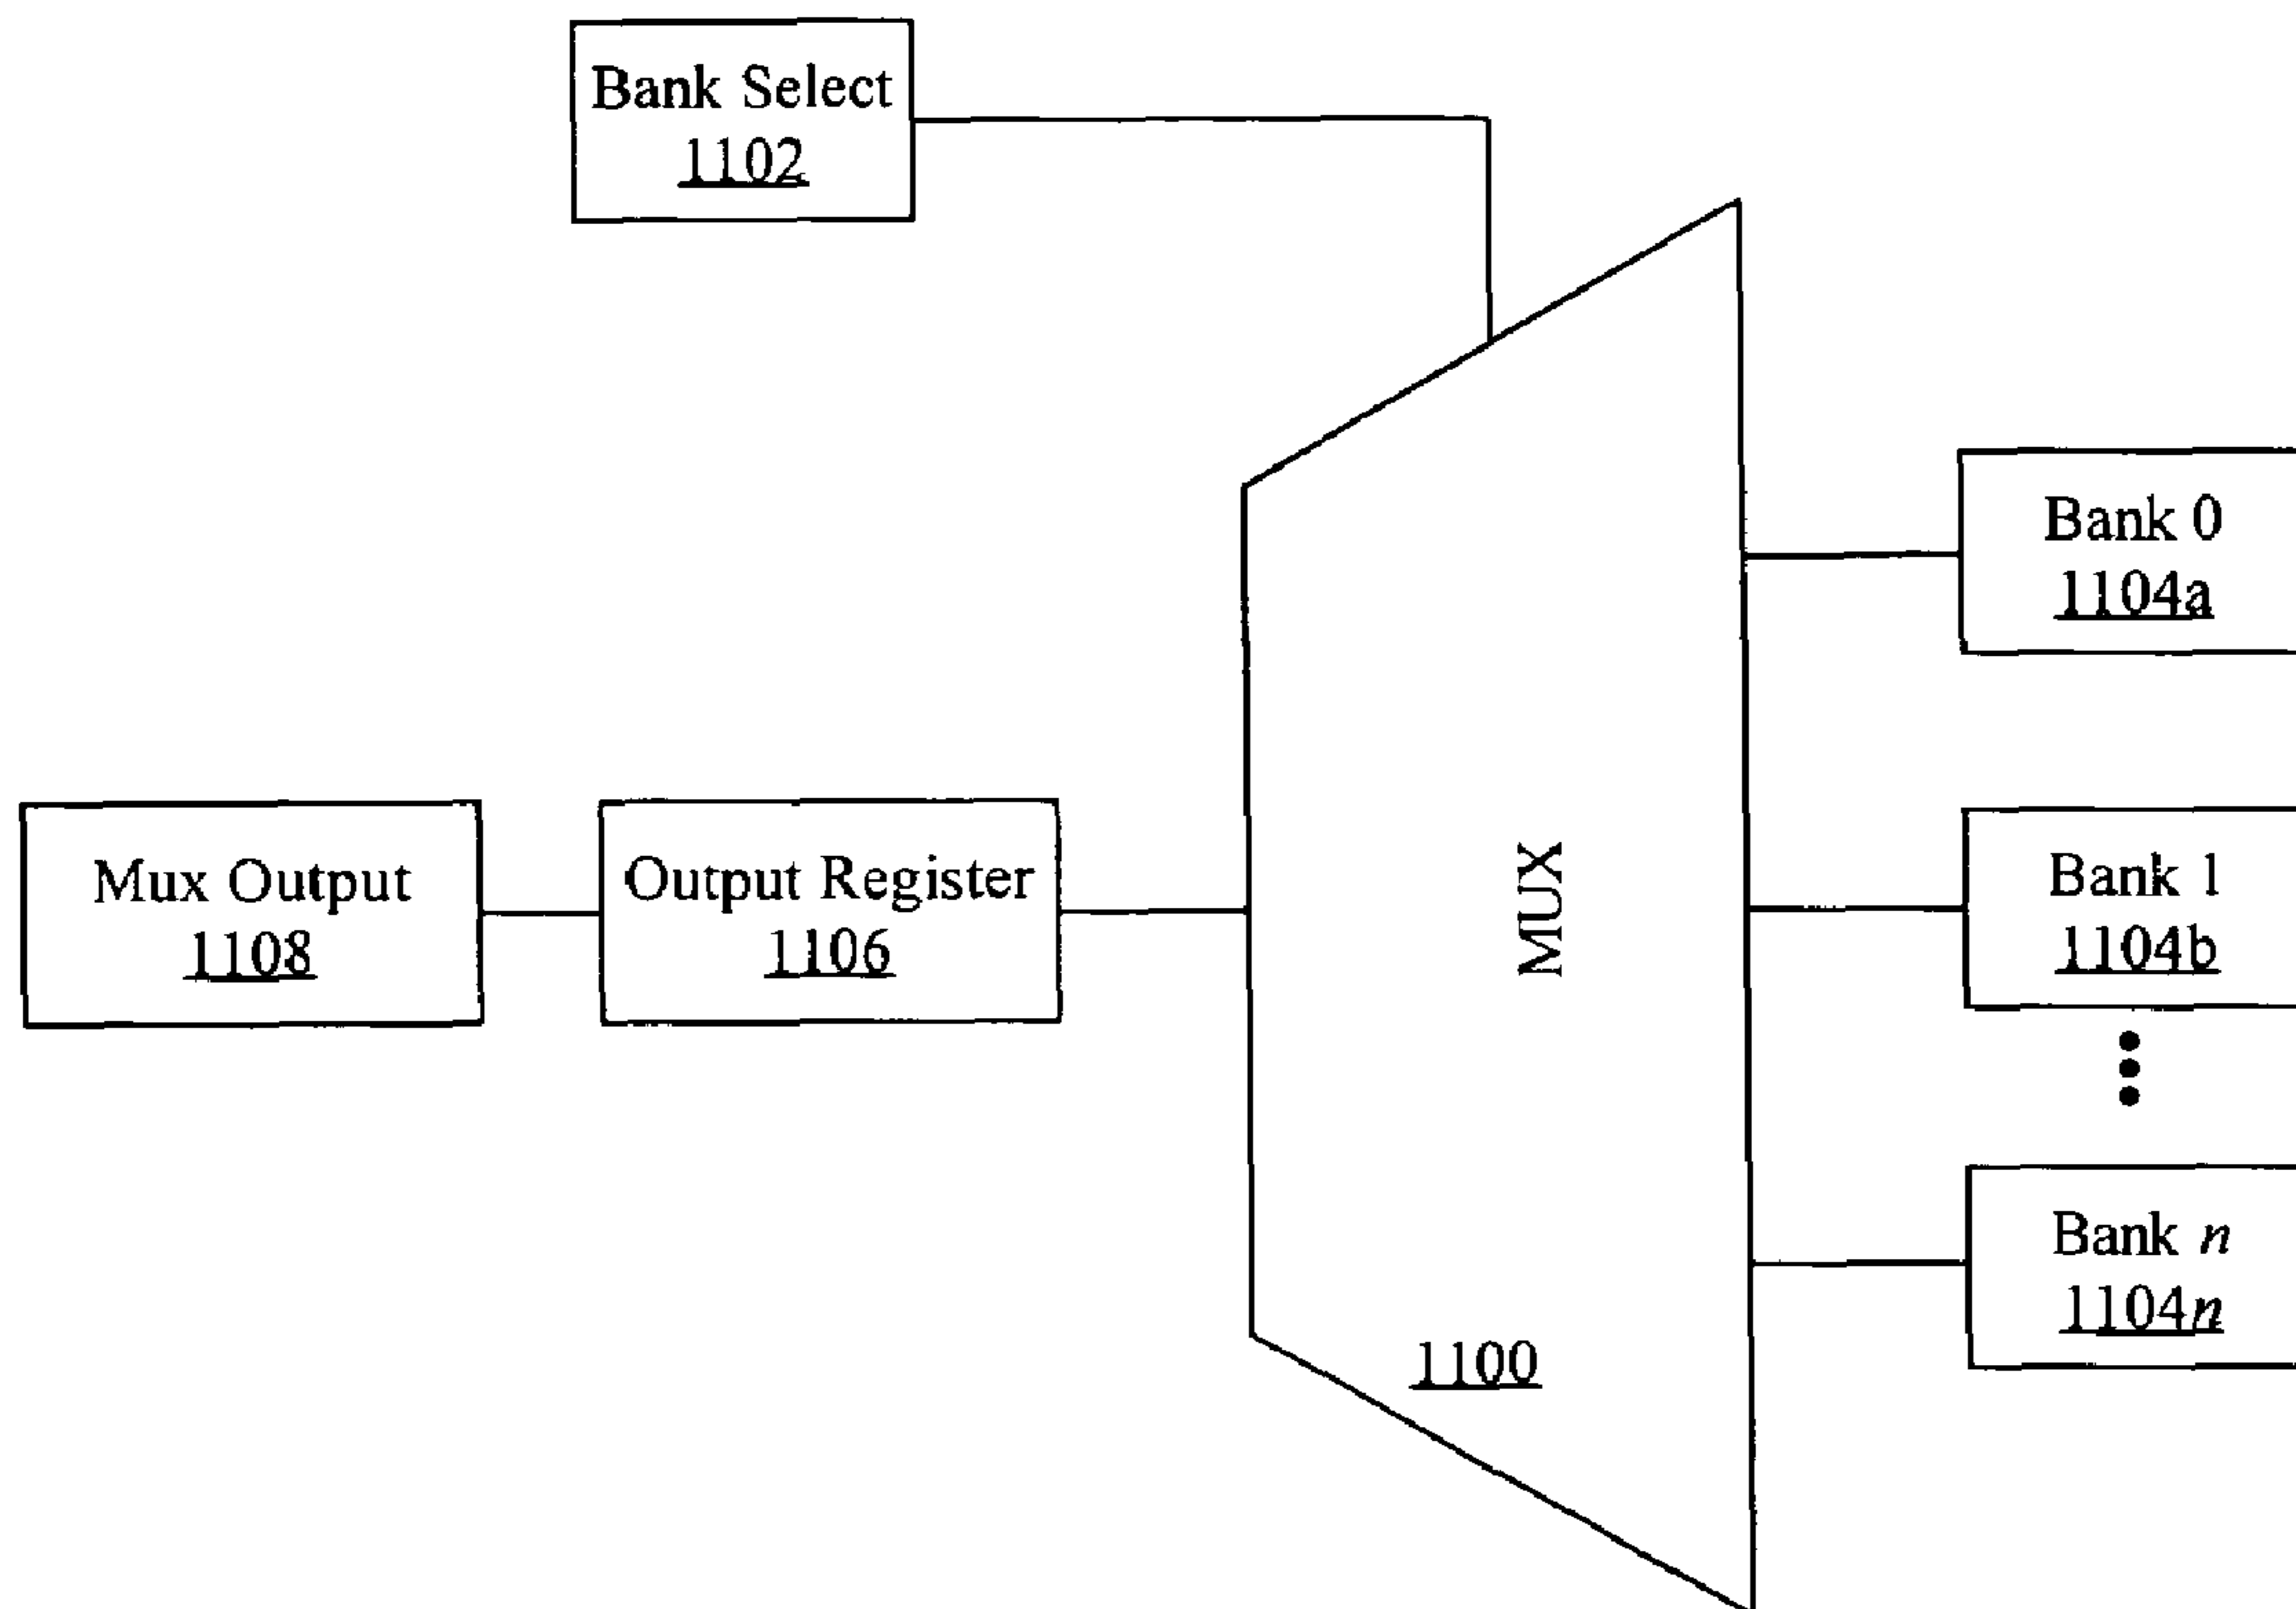 Bank Select
1102
Bank 0
1104a
Mux Output
1108
Output Register
1106
MUX
Bank 1
1104b
Bank n
1104n
1100